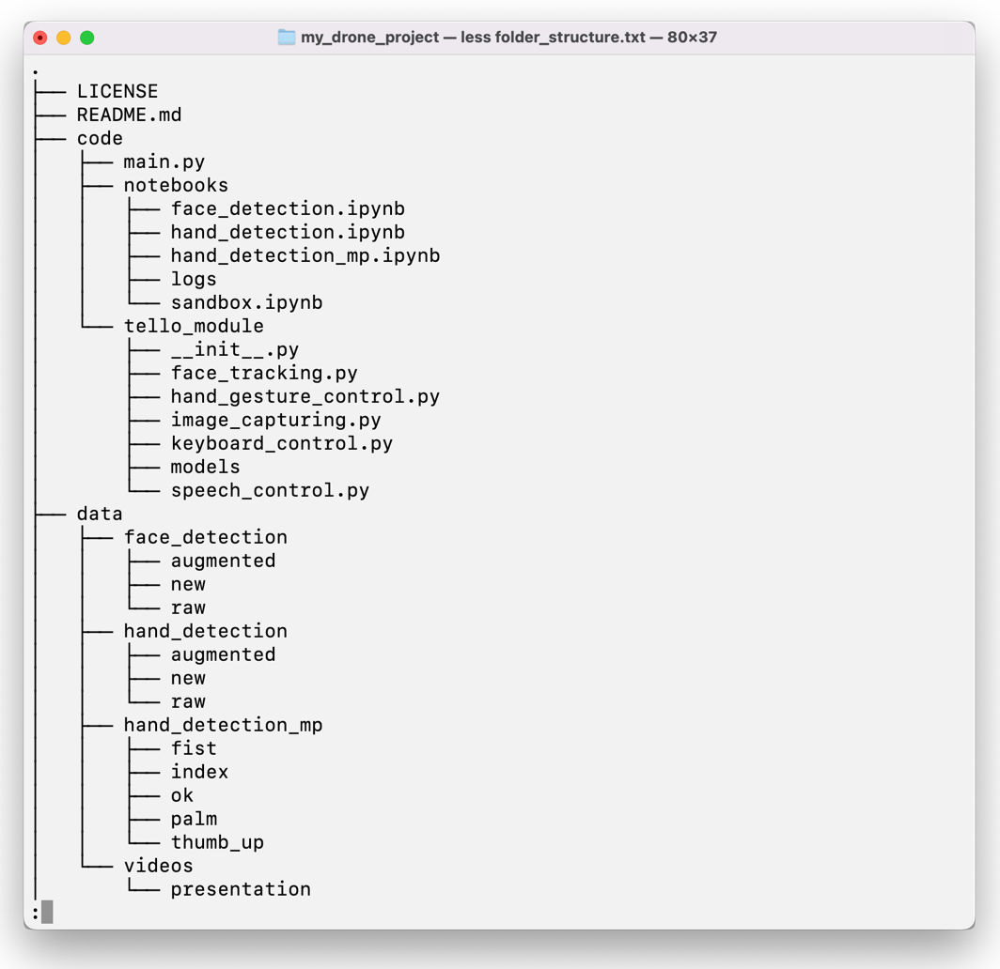 my_drone_project — less folder_structure.txt — 80×37
.
├── LICENSE
├── README.md
├── code
│   ├── main.py
│   ├── notebooks
│   │   ├── face_detection.ipynb
│   │   ├── hand_detection.ipynb
│   │   ├── hand_detection_mp.ipynb
│   │   ├── logs
│   │   └── sandbox.ipynb
│   └── tello_module
│       ├── __init__.py
│       ├── face_tracking.py
│       ├── hand_gesture_control.py
│       ├── image_capturing.py
│       ├── keyboard_control.py
│       ├── models
│       └── speech_control.py
├── data
│   ├── face_detection
│   │   ├── augmented
│   │   ├── new
│   │   └── raw
│   ├── hand_detection
│   │   ├── augmented
│   │   ├── new
│   │   └── raw
│   ├── hand_detection_mp
│   │   ├── fist
│   │   ├── index
│   │   ├── ok
│   │   ├── palm
│   │   └── thumb_up
│   └── videos
│       └── presentation
: